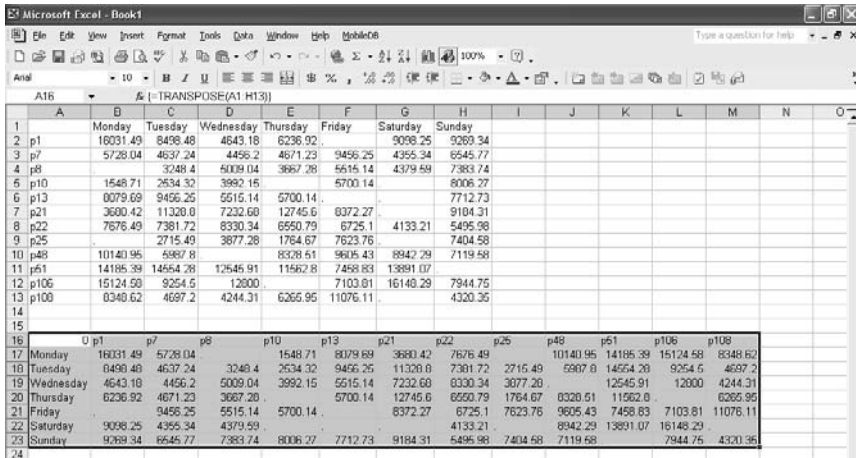 Microsoft Excel - Book1
File Edit View Insert Format Tools Data Window Help MobileDB Type a question for help
100%
Arial 10 B I U $ % ,
A16 fx {=TRANSPOSE(A1:H13)}
A B C D E F G H I J K L M N O
1 Monday Tuesday Wednesday Thursday Friday Saturday Sunday
2 p1 16031.49 8498.48 4643.18 6236.92 . 9098.25 9269.34
3 p7 5728.04 4637.24 4456.2 4671.23 9456.25 4355.34 6545.77
4 p8 . 3248.4 5009.04 3667.28 5515.14 4379.59 7383.74
5 p10 1548.71 2534.32 3992.15 . 5700.14 . 8006.27
6 p13 8079.69 9456.25 5515.14 5700.14 . . 7712.73
7 p21 3680.42 11328.8 7232.68 12745.6 8372.27 . 9184.31
8 p22 7676.49 7381.72 8330.34 6550.79 6725.1 4133.21 5495.98
9 p25 . 2715.49 3877.28 1764.67 7623.76 . 7404.58
10 p48 10140.95 5987.8 . 8328.51 9605.43 8942.29 7119.58
11 p51 14185.39 14554.28 12545.91 11562.8 7458.83 13891.07 .
12 p106 15124.58 9254.5 12800 . 7103.81 16148.29 7944.75
13 p108 8348.62 4697.2 4244.31 6265.95 11076.11 . 4320.35
14
15
16 0 p1 p7 p8 p10 p13 p21 p22 p25 p48 p51 p106 p108
17 Monday 16031.49 5728.04 . 1548.71 8079.69 3680.42 7676.49 . 10140.95 14185.39 15124.58 8348.62
18 Tuesday 8498.48 4637.24 3248.4 2534.32 9456.25 11328.8 7381.72 2715.49 5987.8 14554.28 9254.5 4697.2
19 Wednesday 4643.18 4456.2 5009.04 3992.15 5515.14 7232.68 8330.34 3877.28 . 12545.91 12800 4244.31
20 Thursday 6236.92 4671.23 3667.28 . 5700.14 12745.6 6550.79 1764.67 8328.51 11562.8 . 6265.95
21 Friday . 9456.25 5515.14 5700.14 . 8372.27 6725.1 7623.76 9605.43 7458.83 7103.81 11076.11
22 Saturday 9098.25 4355.34 4379.59 . . . 4133.21 . 8942.29 13891.07 16148.29 .
23 Sunday 9269.34 6545.77 7383.74 8006.27 7712.73 9184.31 5495.98 7404.58 7119.58 . 7944.75 4320.35
24